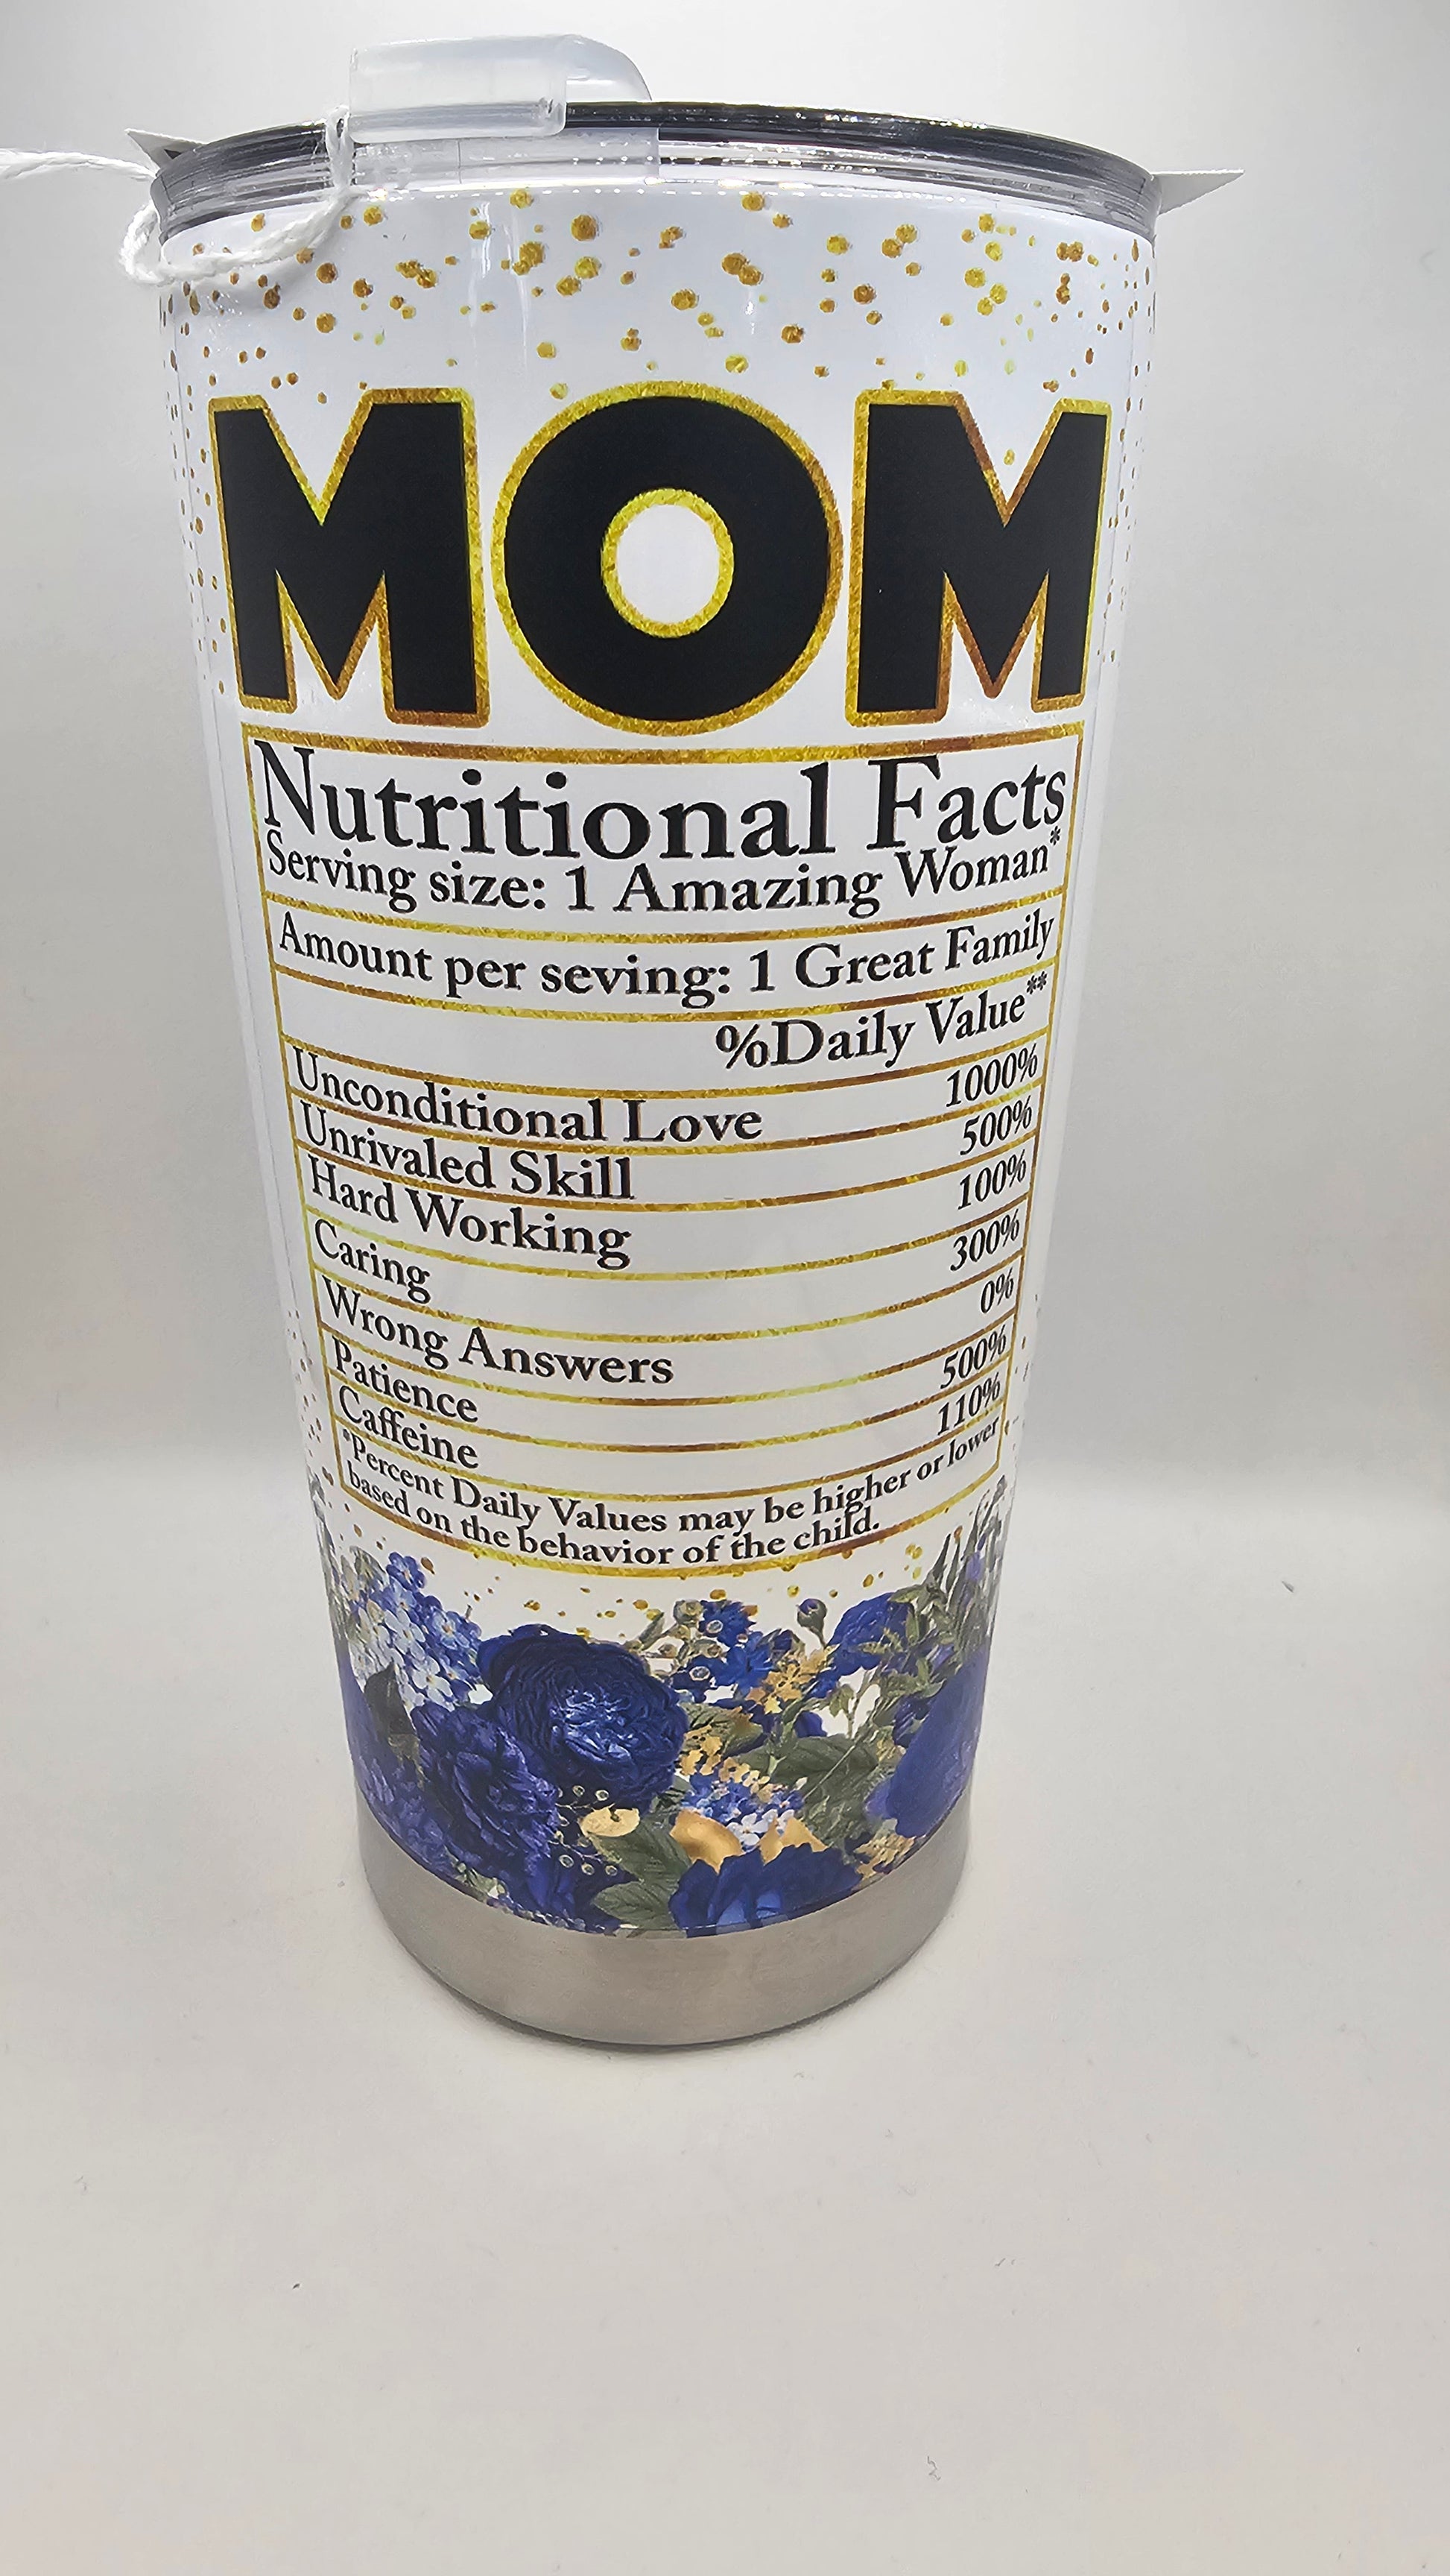 MOM
Nutritional Facts
Serving size: 1 Amazing Woman*
Amount per seving: 1 Great Family
%Daily Value**
Unconditional Love 1000%
Unrivaled Skill 500%
Hard Working 100%
Caring 300%
Wrong Answers 0%
Patience 500%
Caffeine 110%
*Percent Daily Values may be higher or lower
based on the behavior of the child.